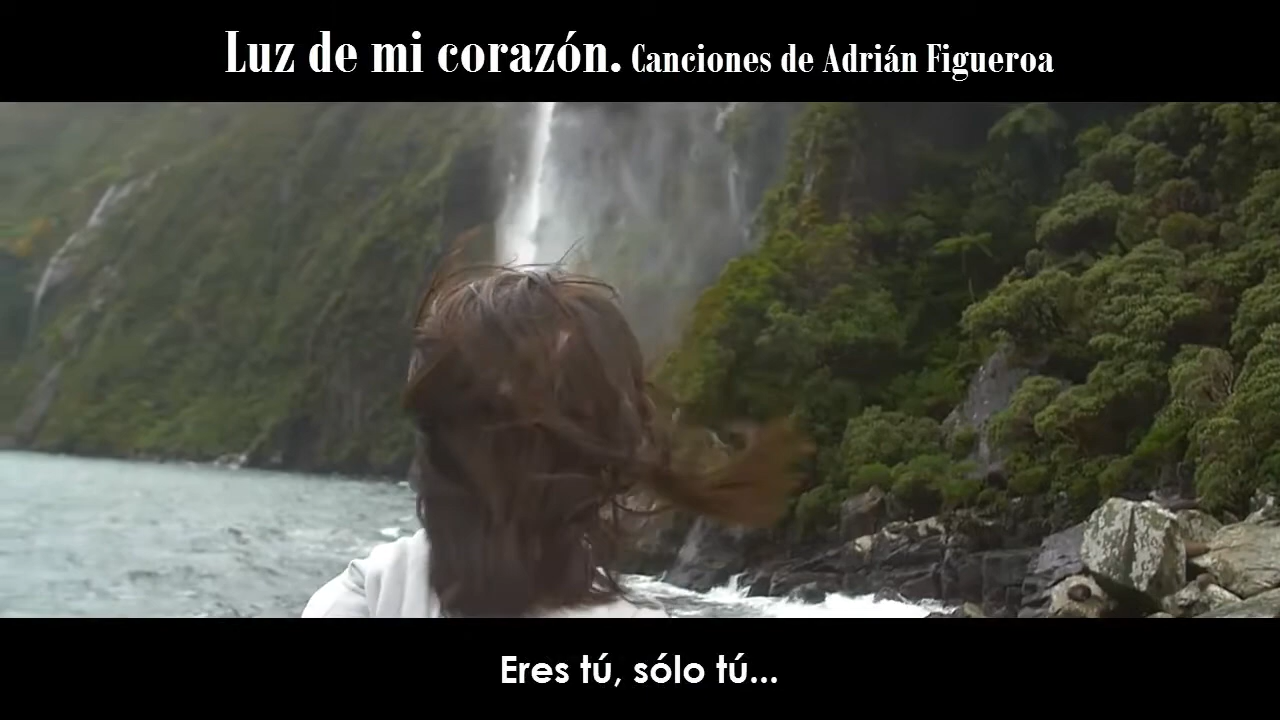 Luz de mi corazón. Canciones de Adrián Figueroa
Eres tú, sólo tú...